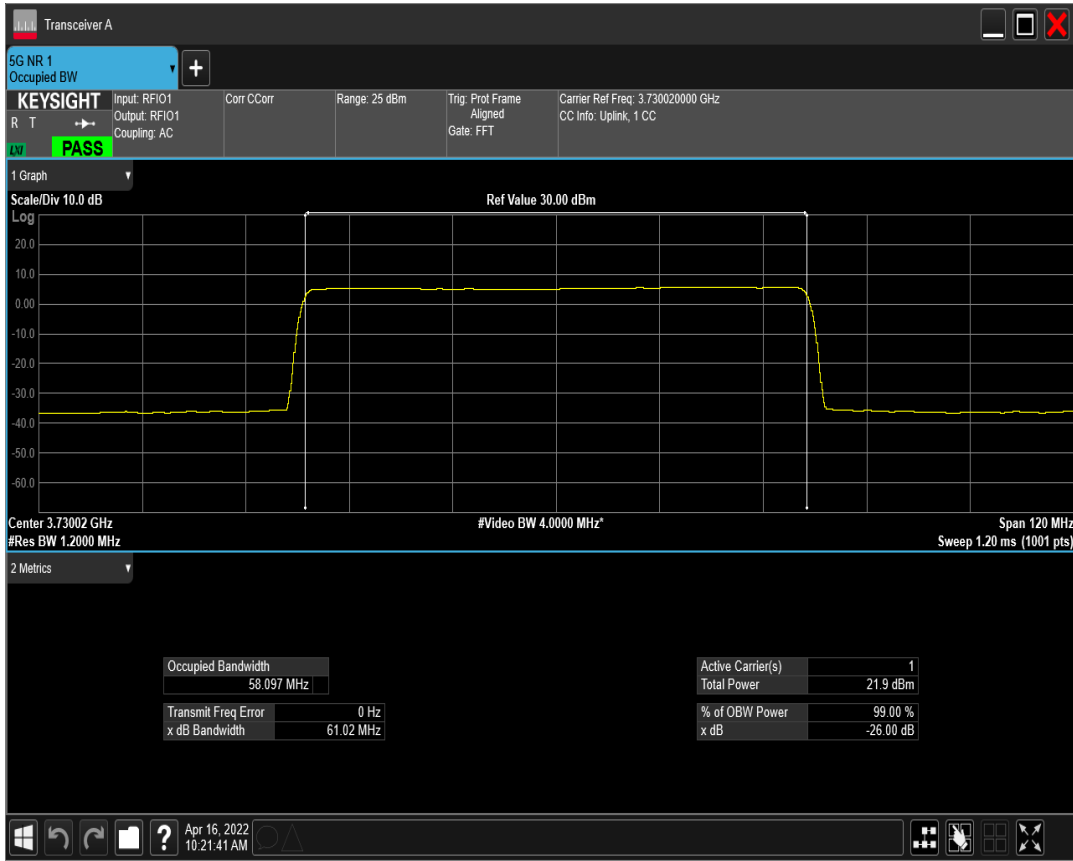 Transceiver A
5G NR 1
Occupied BW
+
KEYSIGHT
R T
LXI
PASS
Input: RFIO1
Output: RFIO1
Coupling: AC
Corr CCorr
Range: 25 dBm
Trig: Prot Frame
Aligned
Gate: FFT
Carrier Ref Freq: 3.730020000 GHz
CC Info: Uplink, 1 CC
1 Graph
Scale/Div 10.0 dB
Ref Value 30.00 dBm
Log
20.0
10.0
0.00
-10.0
-20.0
-30.0
-40.0
-50.0
-60.0
Center 3.73002 GHz
#Video BW 4.0000 MHz*
Span 120 MHz
#Res BW 1.2000 MHz
Sweep 1.20 ms (1001 pts)
2 Metrics
Occupied Bandwidth
58.097 MHz
Transmit Freq Error 0 Hz
x dB Bandwidth 61.02 MHz
Active Carrier(s) 1
Total Power 21.9 dBm
% of OBW Power 99.00 %
x dB -26.00 dB
?
Apr 16, 2022
10:21:41 AM